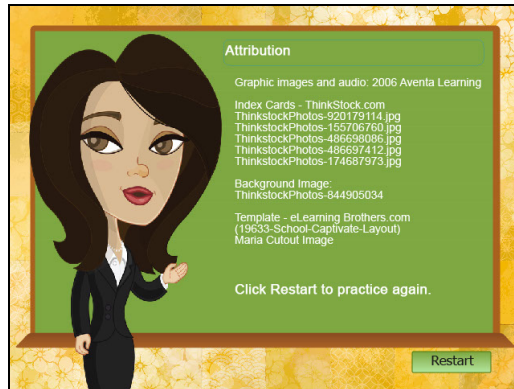 Attribution
Graphic images and audio: 2006 Aventa Learning
Index Cards - ThinkStock.com
ThinkstockPhotos-920179114.jpg
ThinkstockPhotos-155706760.jpg
ThinkstockPhotos-486698086.jpg
ThinkstockPhotos-486697412.jpg
ThinkstockPhotos-174687973.jpg
Background Image:
ThinkstockPhotos-844905034
Template - eLearning Brothers.com
(19633-School-Captivate-Layout)
Maria Cutout Image
Click Restart to practice again.
Restart